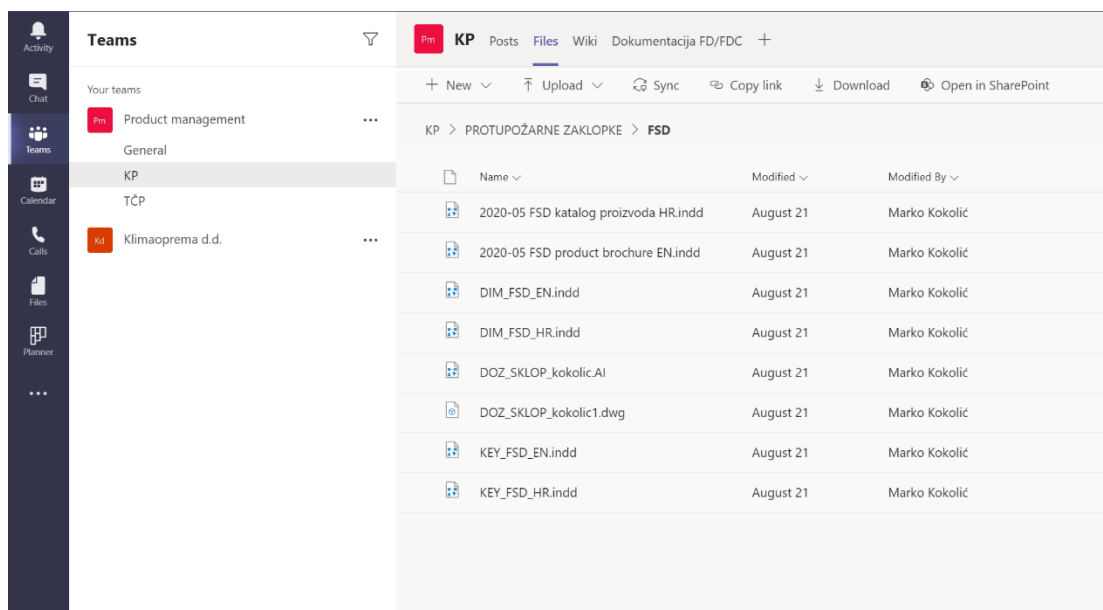 Activity
Chat
Teams
Calendar
Calls
Files
Planner
Teams
Your teams
Pm Product management
General
KP
TČP
Kd Klimaoprema d.d.
Pm KP Posts Files Wiki Dokumentacija FD/FDC
New Upload Sync Copy link Download Open in SharePoint
KP > PROTUPOŽARNE ZAKLOPKE > FSD
Name Modified Modified By
2020-05 FSD katalog proizvoda HR.indd August 21 Marko Kokolić
2020-05 FSD product brochure EN.indd August 21 Marko Kokolić
DIM_FSD_EN.indd August 21 Marko Kokolić
DIM_FSD_HR.indd August 21 Marko Kokolić
DOZ_SKLOP_kokolic.AI August 21 Marko Kokolić
DOZ_SKLOP_kokolic1.dwg August 21 Marko Kokolić
KEY_FSD_EN.indd August 21 Marko Kokolić
KEY_FSD_HR.indd August 21 Marko Kokolić